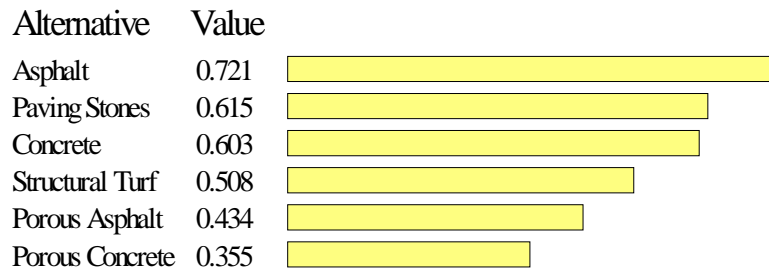 Alternative Value
Asphalt 0.721
Paving Stones 0.615
Concrete 0.603
Structural Turf 0.508
Porous Asphalt 0.434
Porous Concrete 0.355